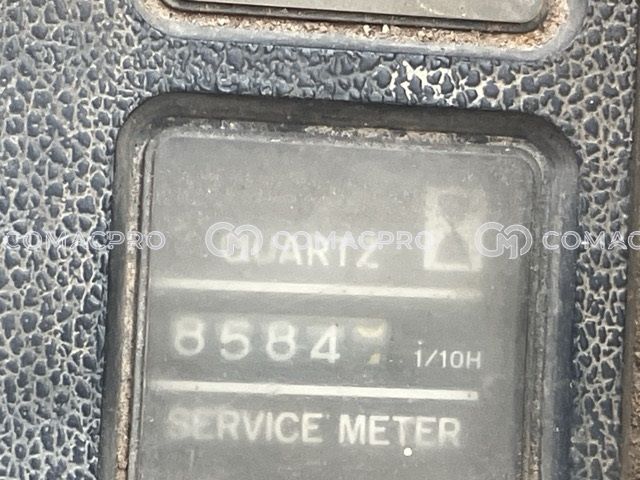 QUARTZ
COMACPRO COMACPRO COMACPRO
8584
1/10H
SERVICE METER